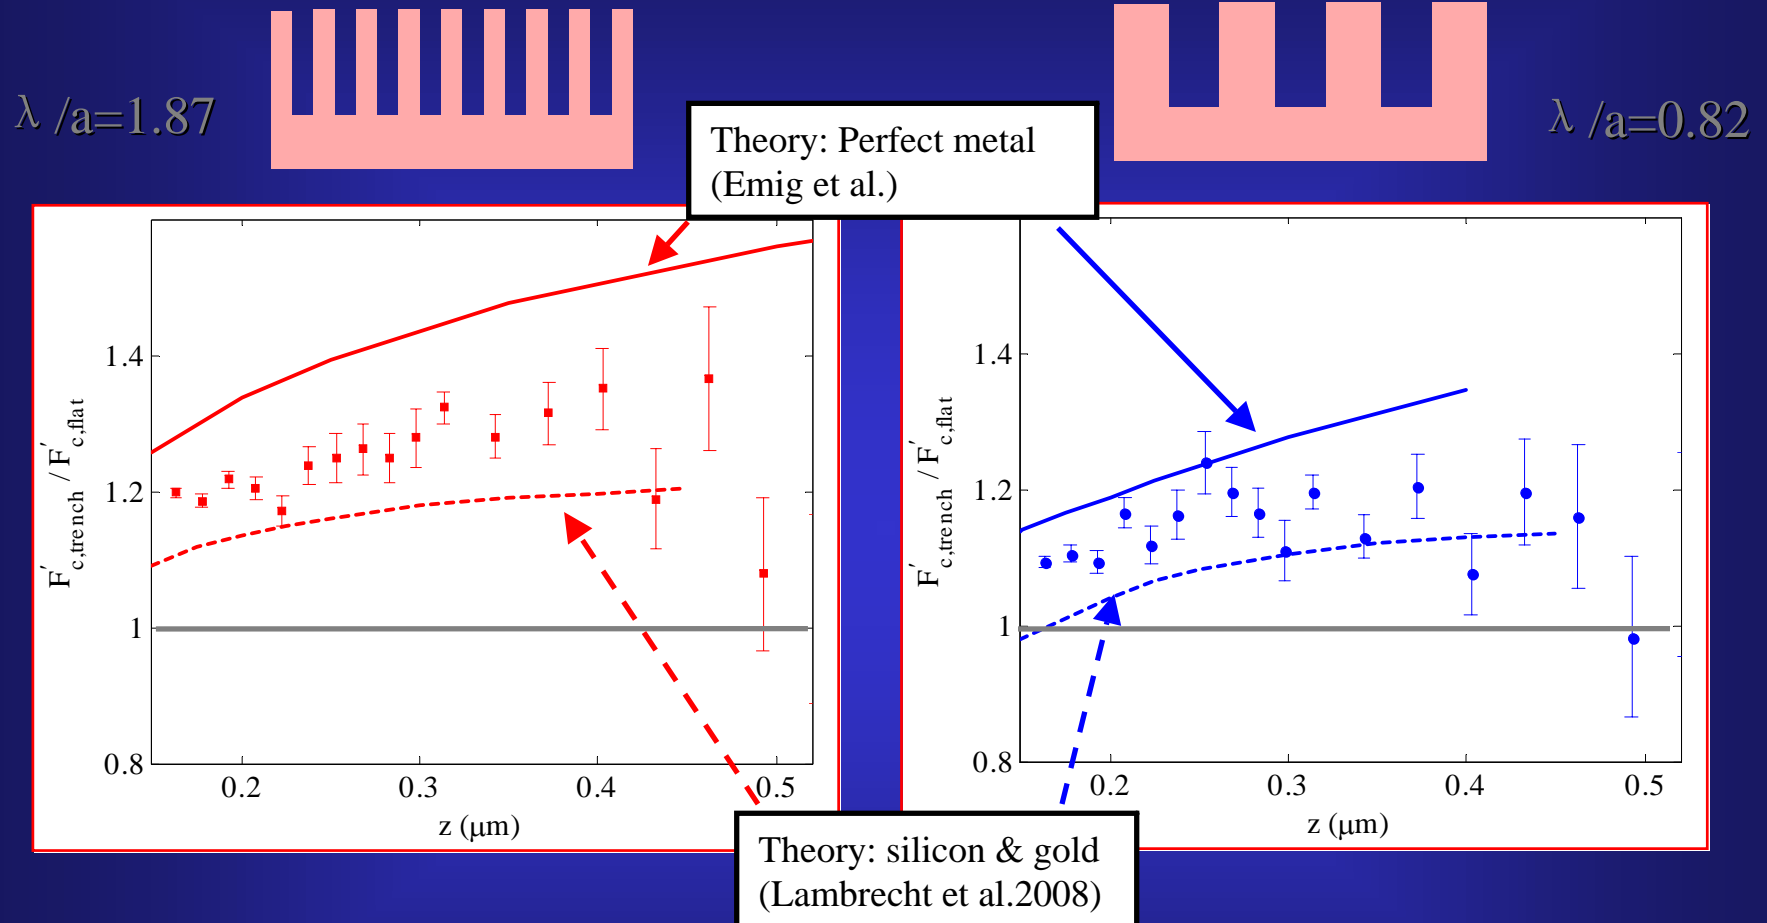 λ /a=1.87
λ /a=0.82
Theory: Perfect metal
(Emig et al.)
F'c,trench / F'c,flat
1.4
1.2
1
0.8
0.2
0.3
0.4
0.5
z (μm)
F'c,trench / F'c,flat
1.4
1.2
1
0.8
0.2
0.3
0.4
0.5
z (μm)
Theory: silicon & gold
(Lambrecht et al.2008)